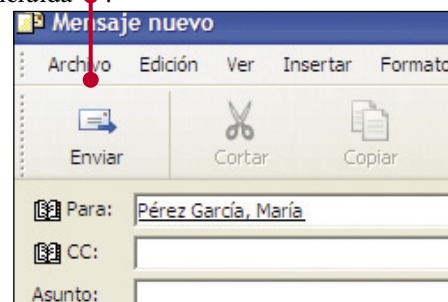 Mensaje nuevo
Archivo Edición Ver Insertar Formato
Enviar Cortar Copiar
Para: Pérez García, María
CC:
Asunto: